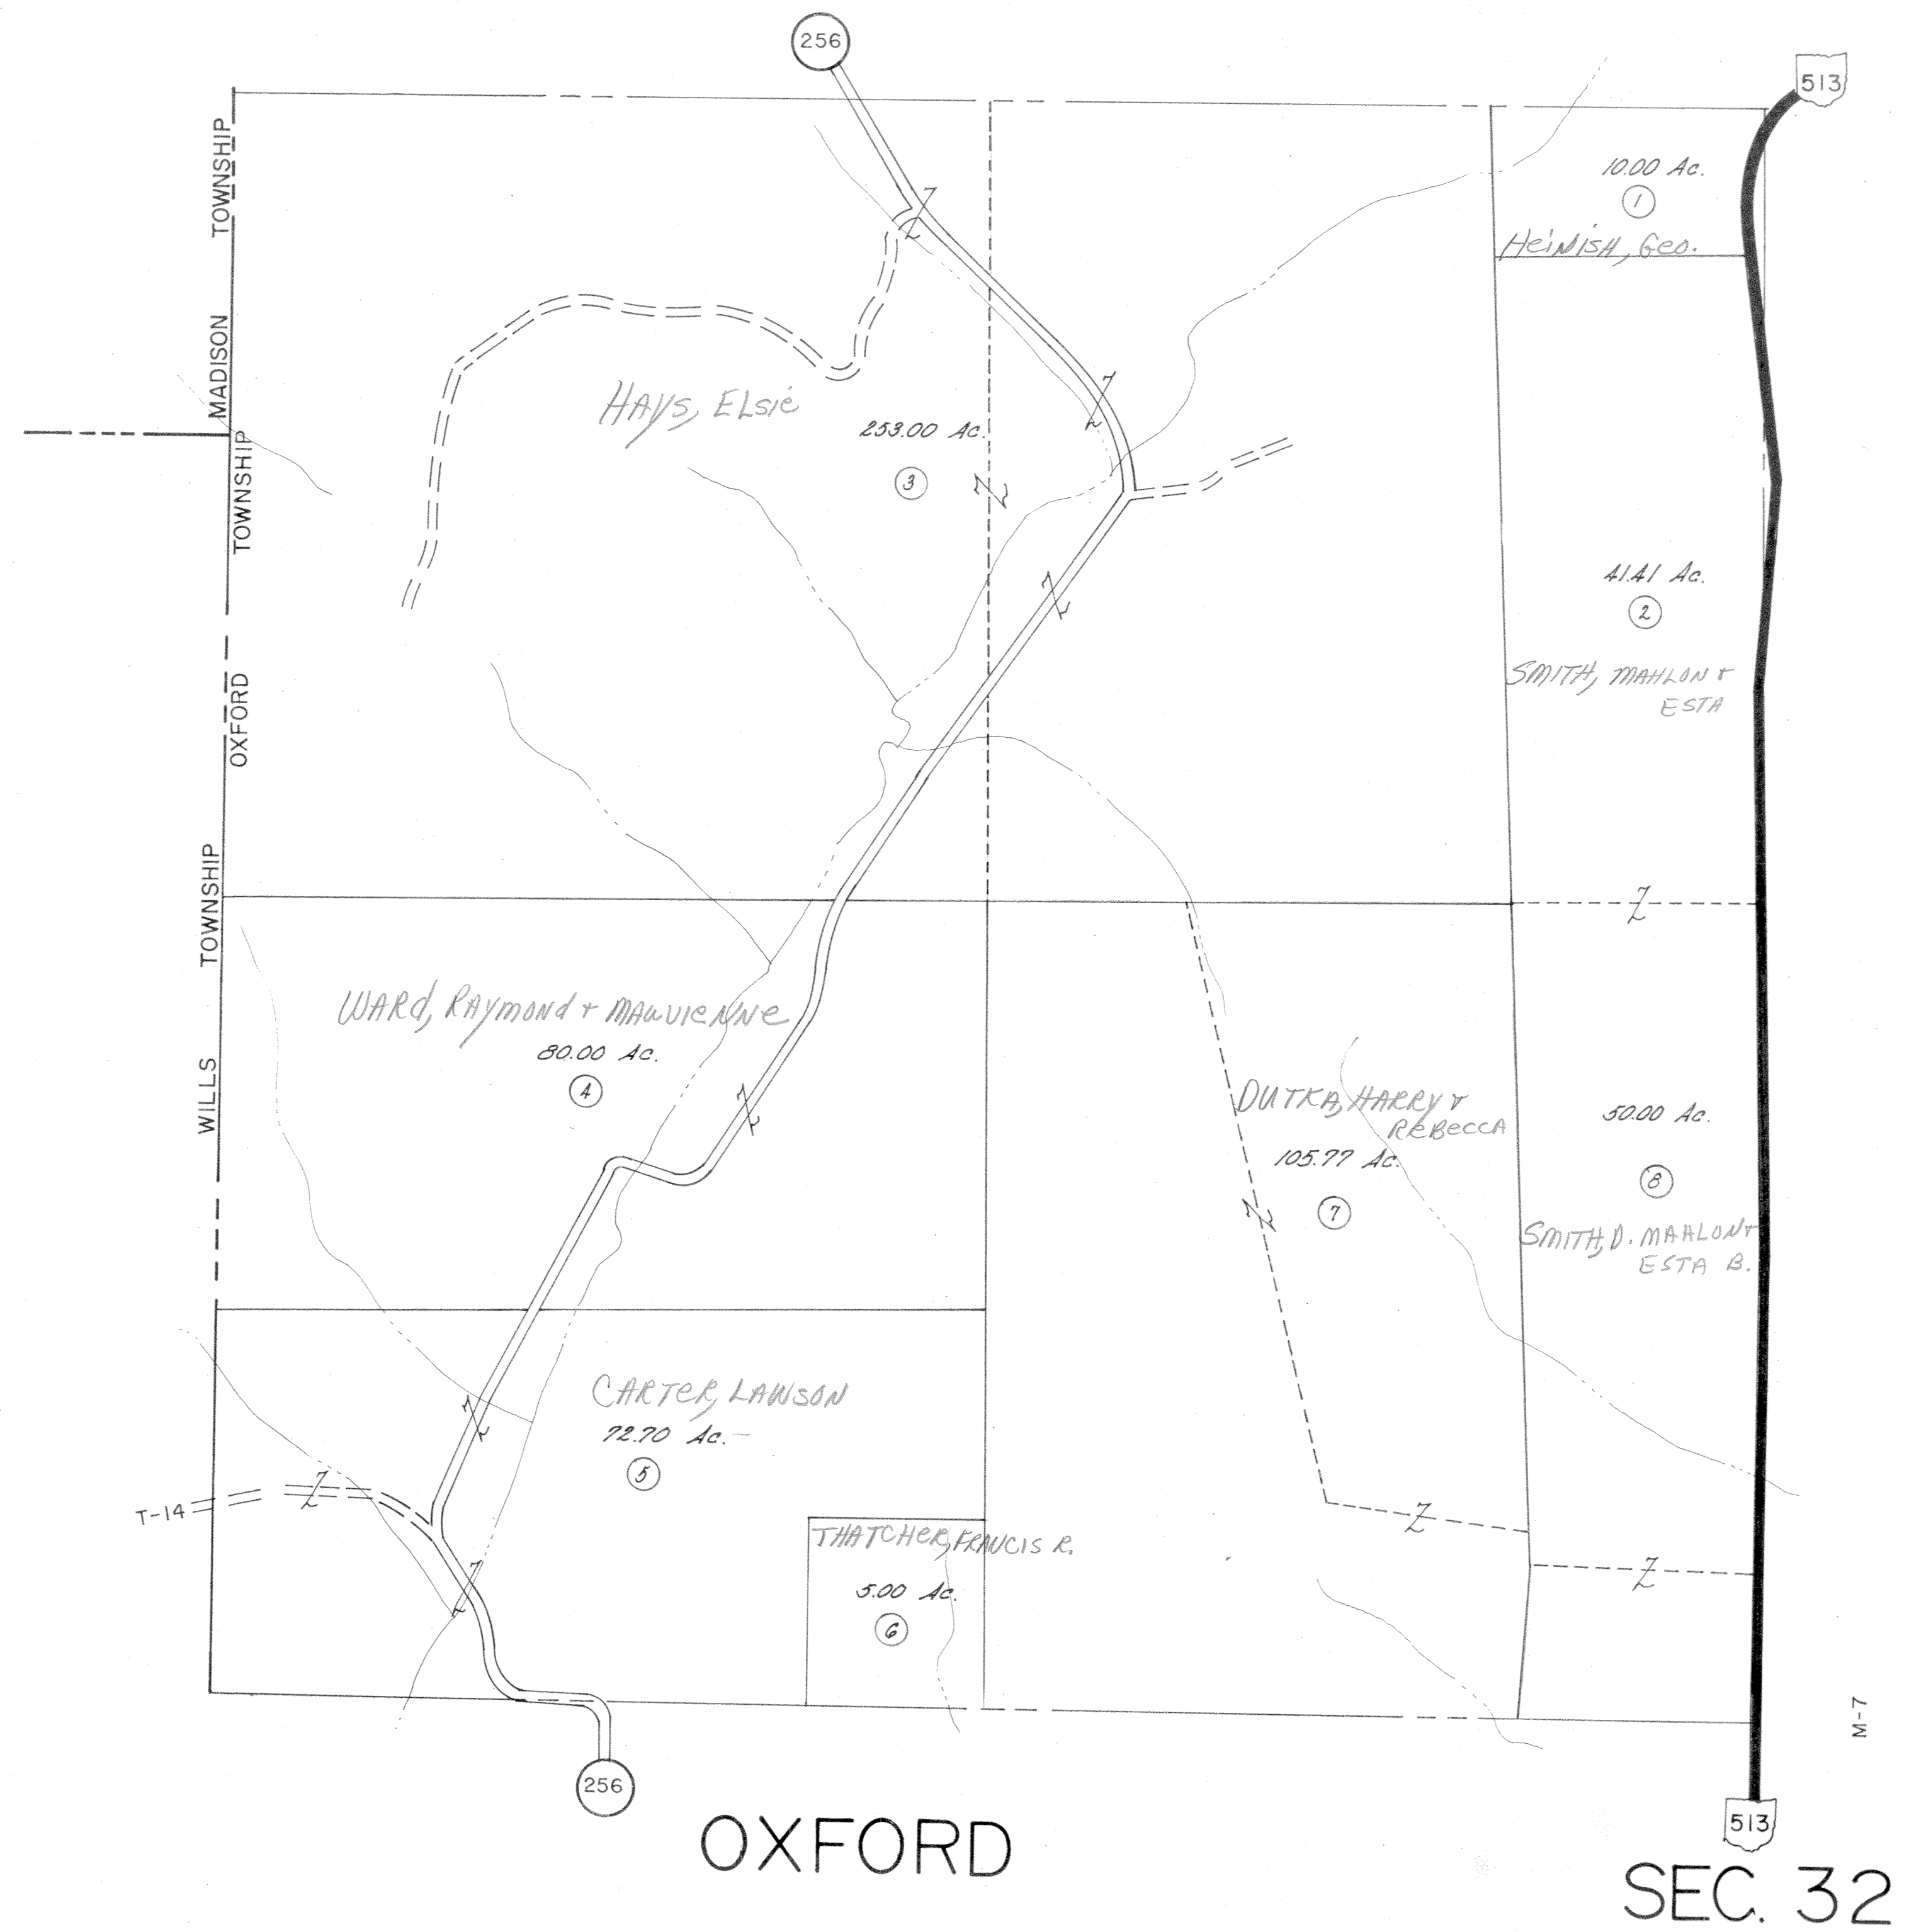 256
513
MADISON TOWNSHIP
10.00 Ac.
1
HEINISH, GEO.
HAYS, ELSIE
253.00 Ac.
3
OXFORD TOWNSHIP
41.41 Ac.
2
SMITH, MAHLON &
ESTA
WILLS TOWNSHIP
WARD, RAYMOND &
80.00 Ac.
4
DUTKA, HARRY &
REBECCA
105.77 Ac.
7
50.00 Ac.
8
SMITH, D. MAHLON &
ESTA B.
CARTER, LAWSON
72.70 Ac.
5
T-14
THATCHER, FRANCIS R.
5.00 Ac.
6
M-7
256
513
OXFORD
SEC. 32